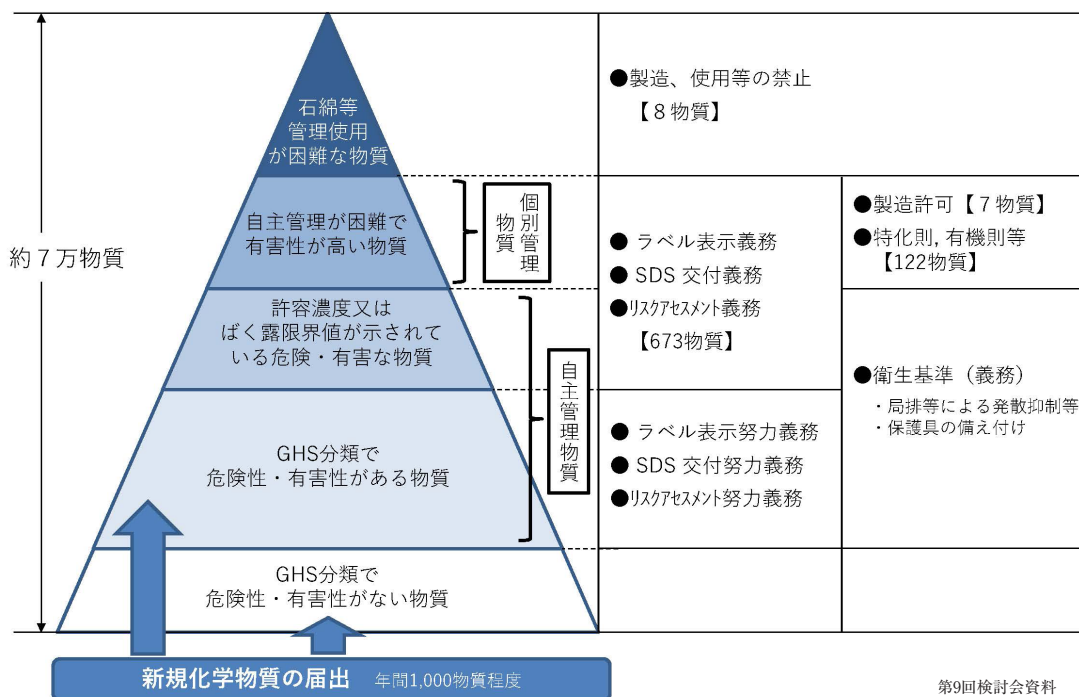 約７万物質
石綿等
管理使用
が困難な物質
自主管理が困難で
有害性が高い物質
許容濃度又は
ばく露限界値が示されて
いる危険・有害な物質
GHS分類で
危険性・有害性がある物質
GHS分類で
危険性・有害性がない物質
個別管理
物質
自主管理物質
●製造、使用等の禁止
【８物質】
● ラベル表示義務
● SDS 交付義務
●ﾘｽｸｱｾｽﾒﾝﾄ義務
【673物質】
●製造許可【７物質】
●特化則, 有機則等
【122物質】
● ラベル表示努力義務
● SDS 交付努力義務
●ﾘｽｸｱｾｽﾒﾝﾄ努力義務
●衛生基準（義務）
・局排等による発散抑制等
・保護具の備え付け
新規化学物質の届出 年間1,000物質程度
第9回検討会資料